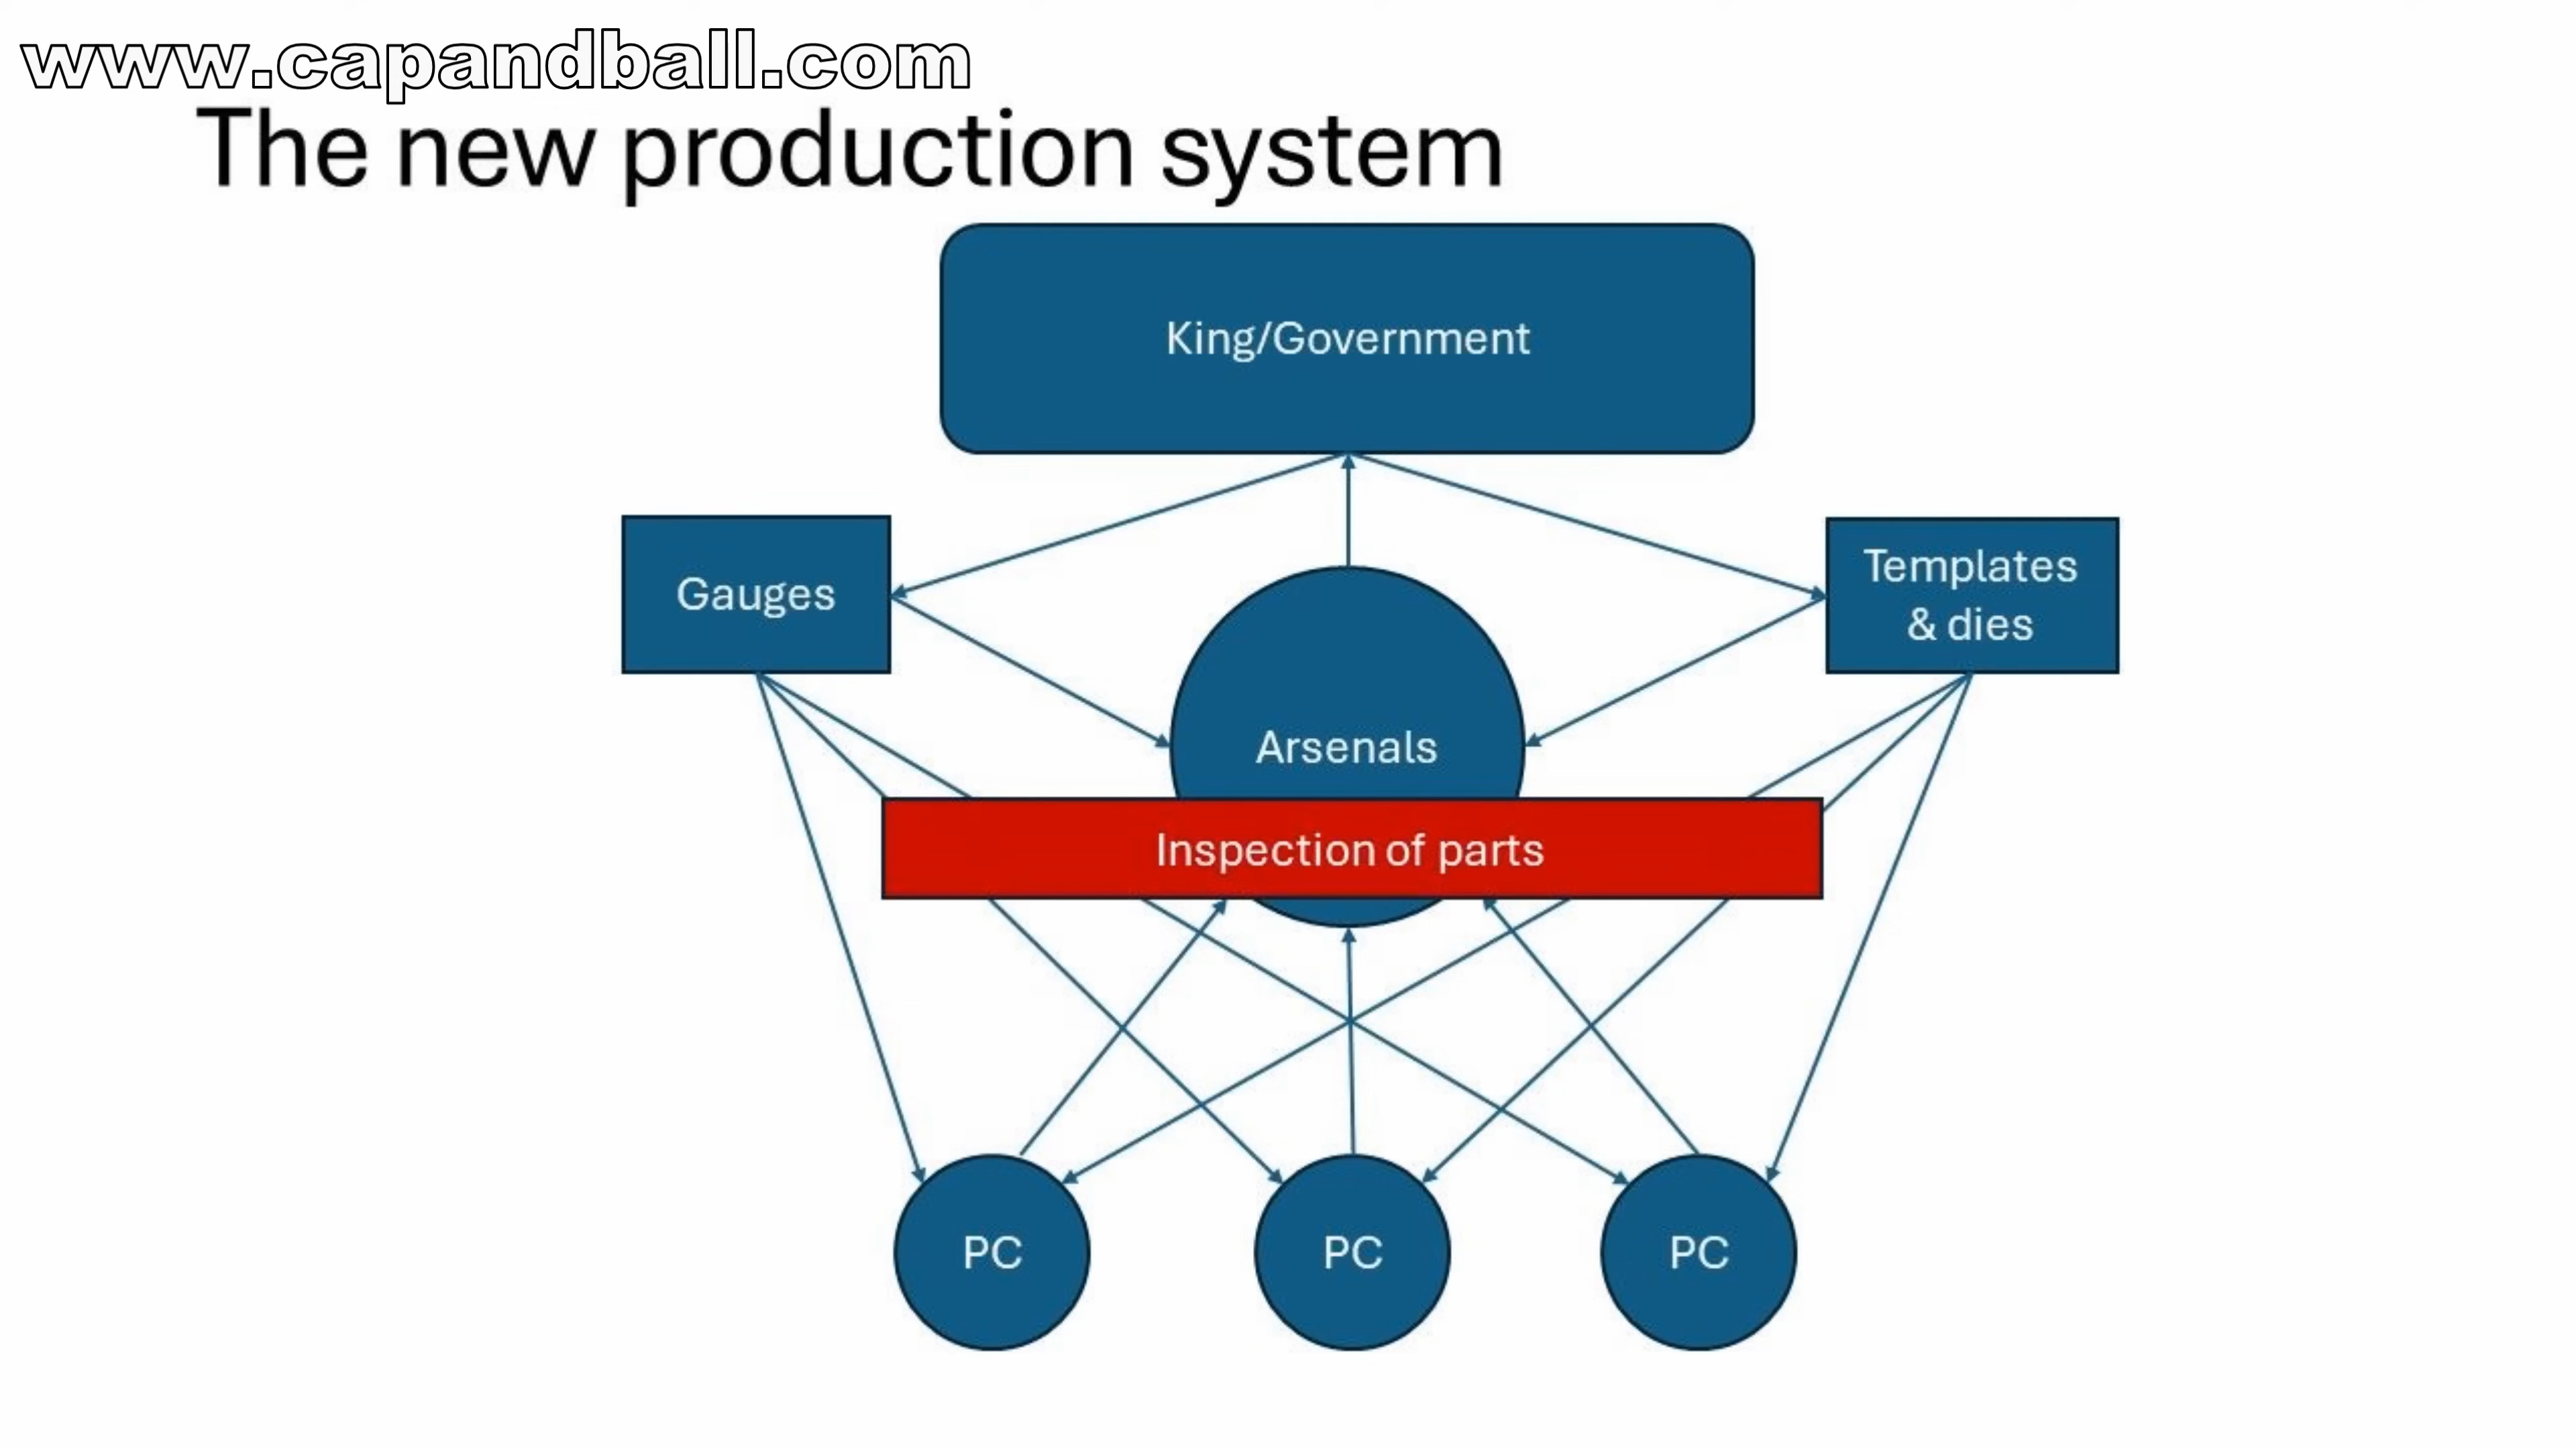 www.capandball.com
The new production system
King/Government
Gauges
Templates
& dies
Arsenals
Inspection of parts
PC
PC
PC